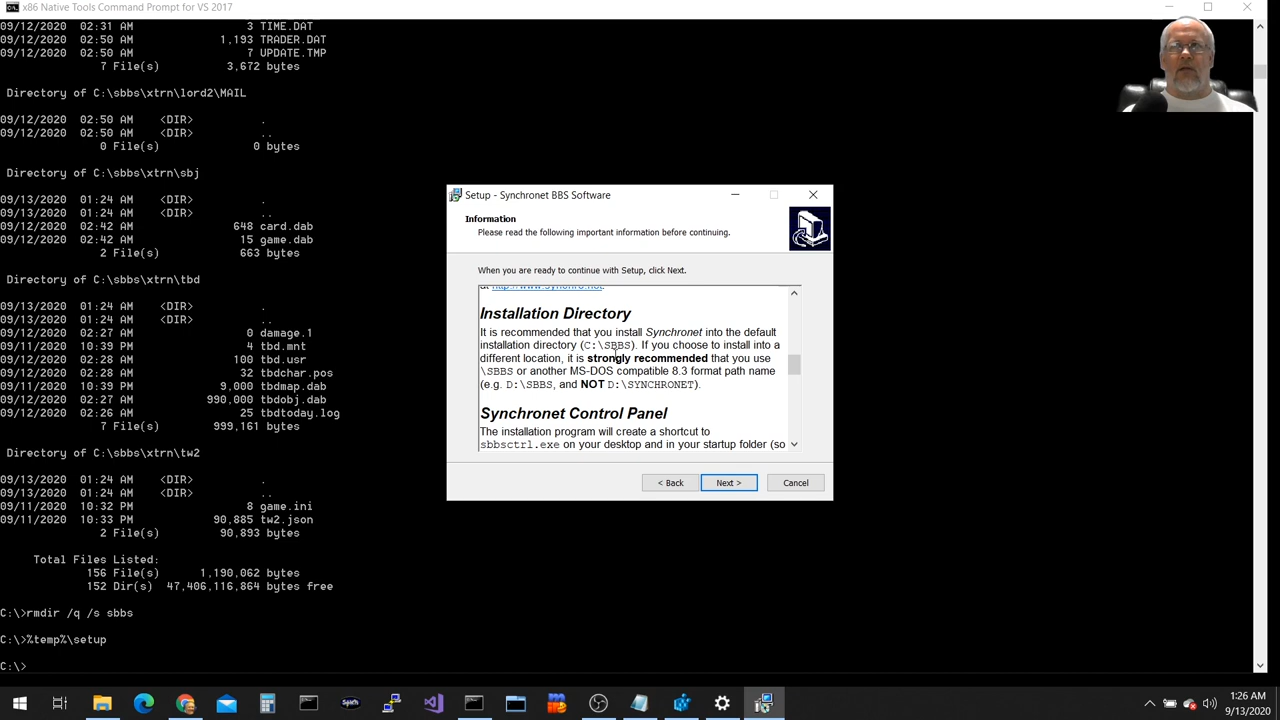 x86 Native Tools Command Prompt for VS 2017
09/12/2020  02:31 AM                 3 TIME.DAT
09/12/2020  02:50 AM             1,193 TRADER.DAT
09/12/2020  02:50 AM                 7 UPDATE.TMP
7 File(s)          3,672 bytes
Directory of C:\sbbs\xtrn\lord2\MAIL
09/12/2020  02:50 AM    <DIR>          .
09/12/2020  02:50 AM    <DIR>          ..
0 File(s)              0 bytes
Directory of C:\sbbs\xtrn\sbj
09/13/2020  01:24 AM    <DIR>          .
09/13/2020  01:24 AM    <DIR>          ..
09/12/2020  02:42 AM               648 card.dab
09/12/2020  02:42 AM                15 game.dab
2 File(s)            663 bytes
Directory of C:\sbbs\xtrn\tbd
09/13/2020  01:24 AM    <DIR>          .
09/13/2020  01:24 AM    <DIR>          ..
09/12/2020  02:27 AM                 0 damage.1
09/11/2020  10:39 PM                 4 tbd.mnt
09/12/2020  02:28 AM               100 tbd.usr
09/12/2020  02:28 AM               272 tbdchar.pos
09/11/2020  10:39 PM             9,000 tbdmap.dab
09/11/2020  10:39 PM           990,000 tbdobj.dab
09/12/2020  02:26 AM                25 tbdtoday.log
7 File(s)        999,161 bytes
Directory of C:\sbbs\xtrn\tw2
09/13/2020  01:24 AM    <DIR>          .
09/13/2020  01:24 AM    <DIR>          ..
09/11/2020  10:32 PM                 8 game.ini
09/11/2020  10:33 PM            90,885 tw2.json
2 File(s)         90,893 bytes
Total Files Listed:
156 File(s)      1,190,062 bytes
152 Dir(s)  47,406,116,864 bytes free
C:\>rmdir /q /s sbbs
C:\>%temp%\setup
C:\>
Setup - Synchronet BBS Software
Information
Please read the following important information before continuing.
When you are ready to continue with Setup, click Next.
at http://www.synchro.net.
Installation Directory
It is recommended that you install Synchronet into the default
installation directory (C:\SBBS). If you choose to install into a
different location, it is strongly recommended that you use
\SBBS or another MS-DOS compatible 8.3 format path name
(e.g. D:\SBBS, and NOT D:\SYNCHRONET).
Synchronet Control Panel
The installation program will create a shortcut to
sbbsctrl.exe on your desktop and in your startup folder (so
< Back
Next >
Cancel
1:26 AM
9/13/2020